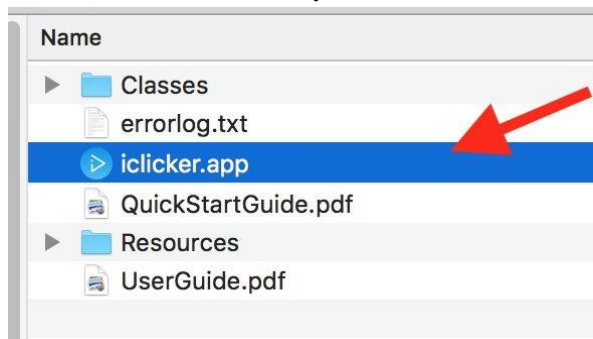 Name
Classes
errorlog.txt
iclicker.app
QuickStartGuide.pdf
Resources
UserGuide.pdf